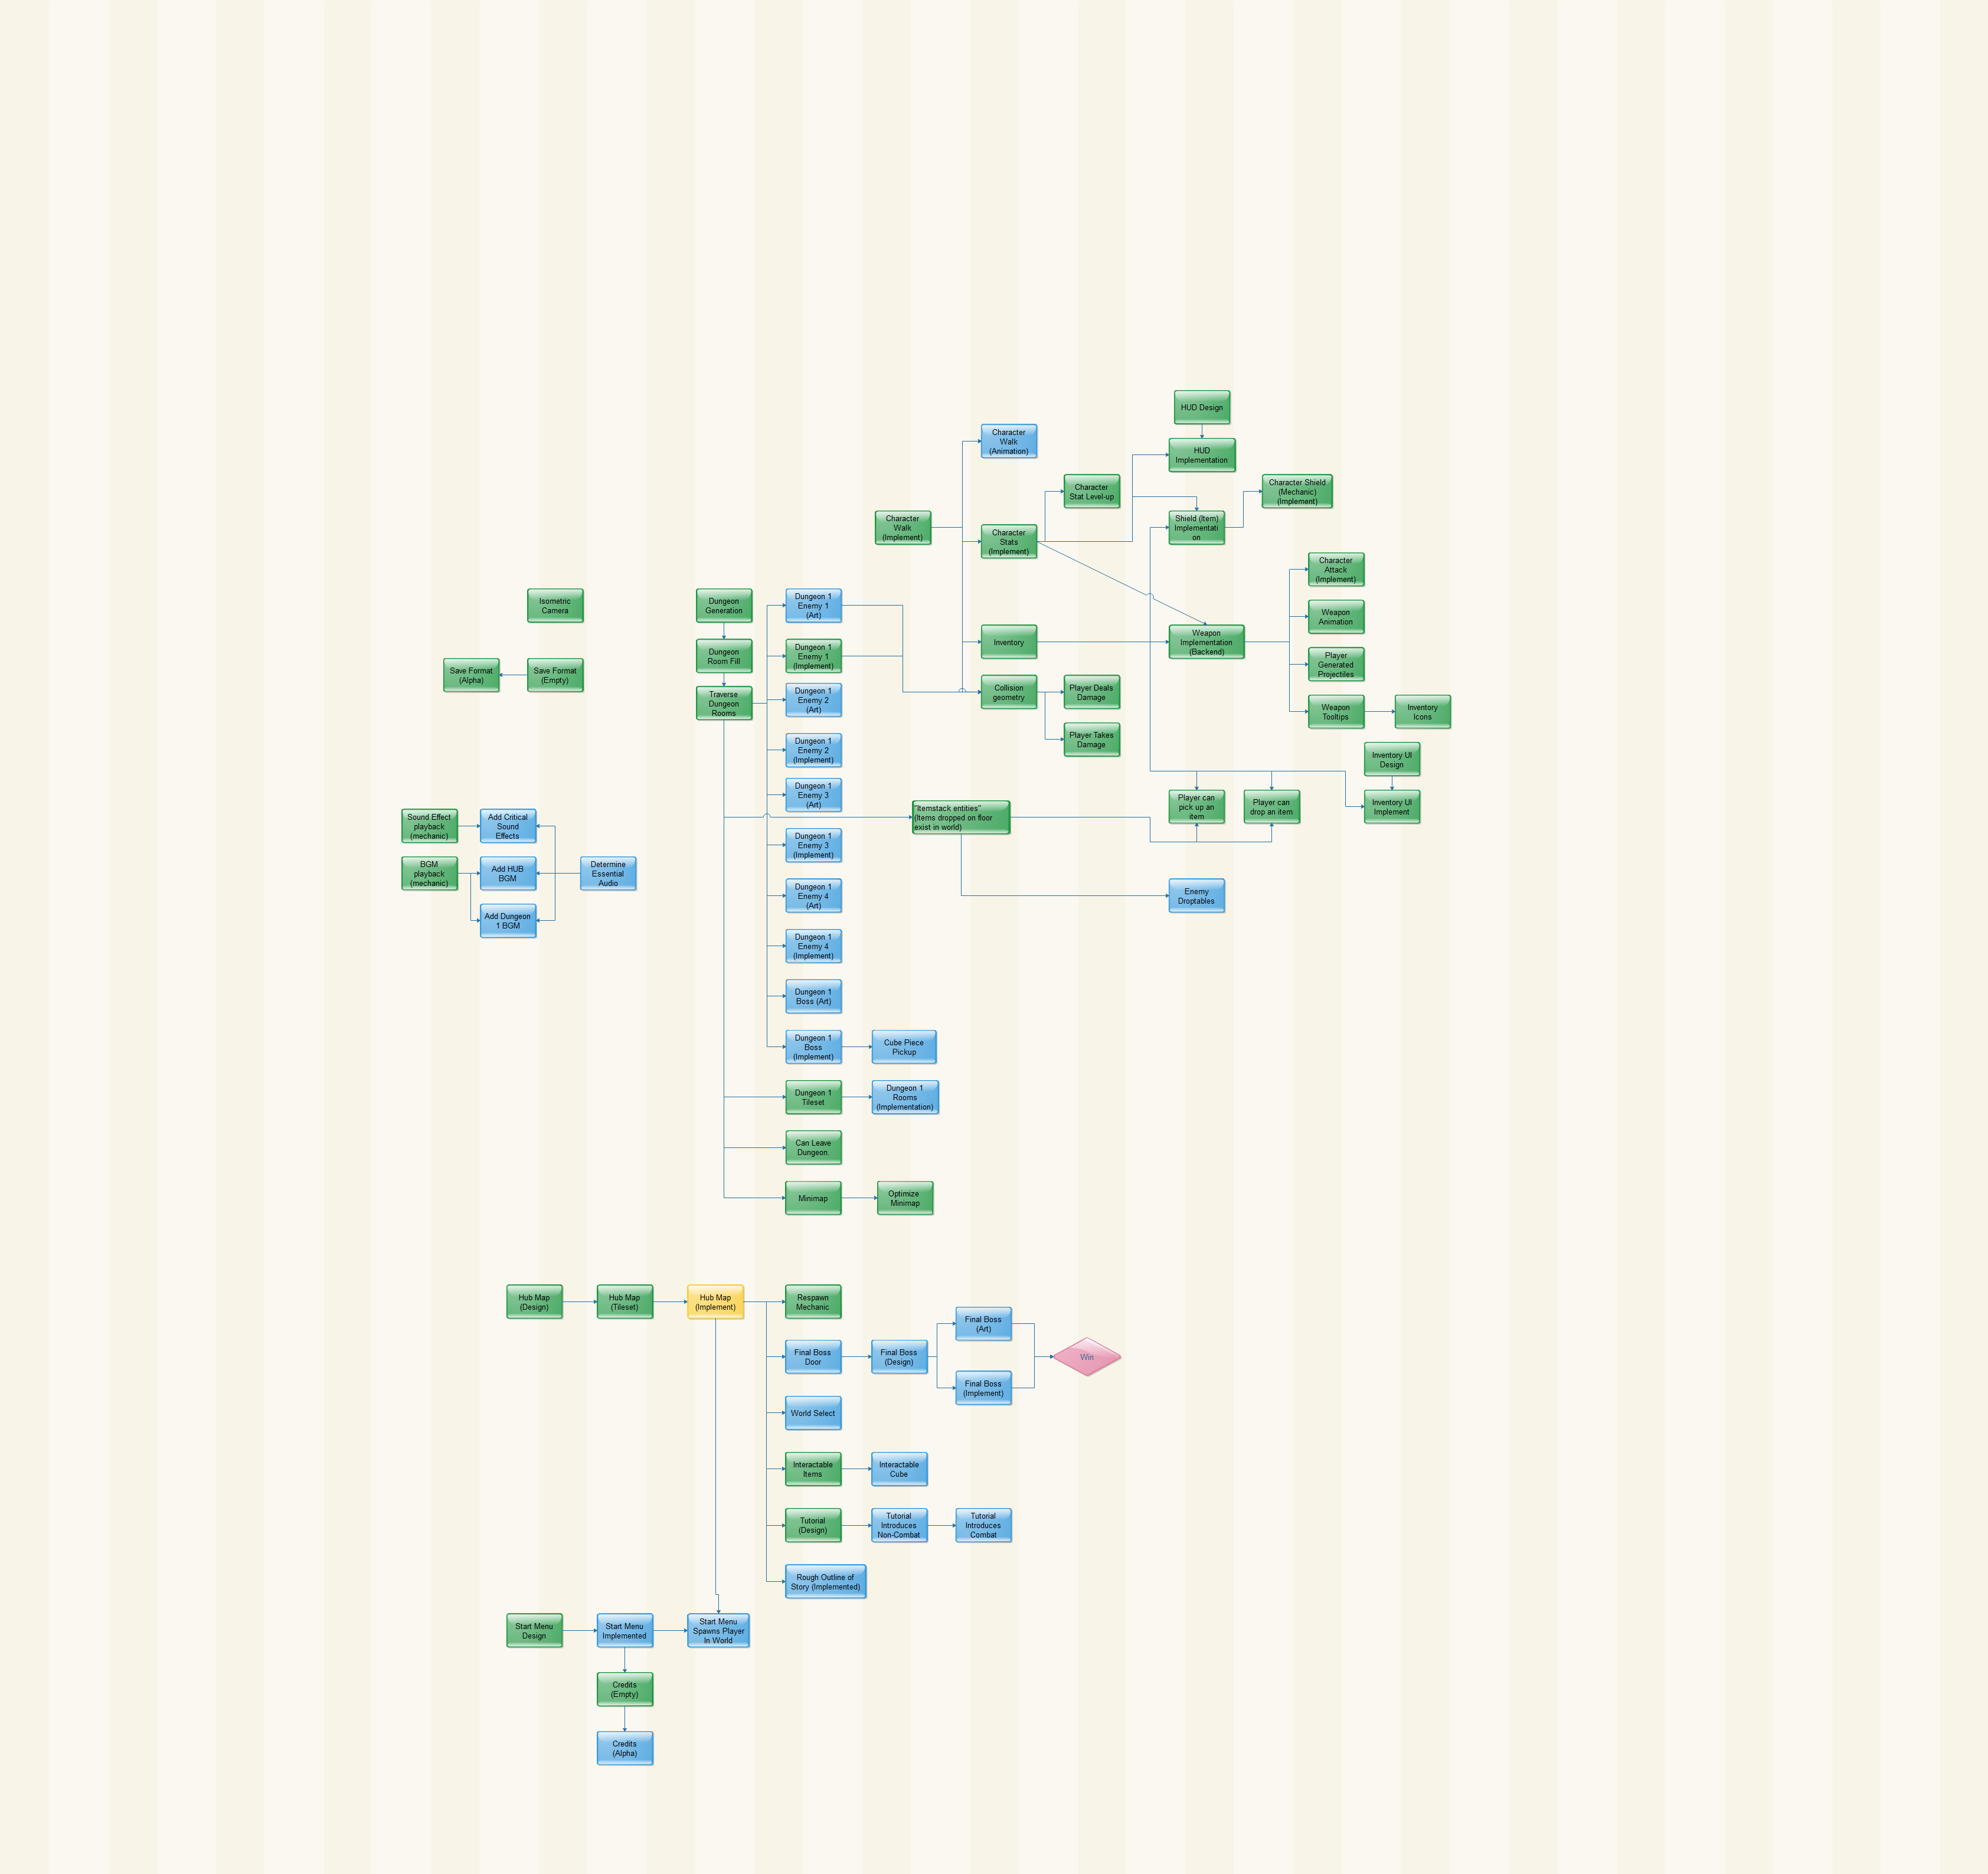 HUD Design
Character
Walk
(Animation)
HUD
Implementation
Character
Stat Level-up
Character Shield
(Mechanic)
(Implement)
Character
Walk
(Implement)
Character
Stats
(Implement)
Shield (Item)
Implementati
on
Character
Attack
(Implement)
Isometric
Camera
Dungeon
Generation
Dungeon 1
Enemy 1
(Art)
Weapon
Animation
Dungeon
Room Fill
Dungeon 1
Enemy 1
(Implement)
Inventory
Weapon
Implementation
(Backend)
Player
Generated
Projectiles
Save Format
(Alpha)
Save Format
(Empty)
Traverse
Dungeon
Rooms
Dungeon 1
Enemy 2
(Art)
Collision
geometry
Player Deals
Damage
Weapon
Tooltips
Inventory
Icons
Dungeon 1
Enemy 2
(Implement)
Player Takes
Damage
Inventory UI
Design
Dungeon 1
Enemy 3
(Art)
Sound Effect
playback
(mechanic)
Add Critical
Sound
Effects
"Itemstack entities"
(Items dropped on floor
exist in world)
Player can
pick up an
item
Player can
drop an item
Inventory UI
Implement
Dungeon 1
Enemy 3
(Implement)
BGM
playback
(mechanic)
Add HUB
BGM
Determine
Essential
Audio
Dungeon 1
Enemy 4
(Art)
Enemy
Droptables
Add Dungeon
1 BGM
Dungeon 1
Enemy 4
(Implement)
Dungeon 1
Boss (Art)
Dungeon 1
Boss
(Implement)
Cube Piece
Pickup
Dungeon 1
Tileset
Dungeon 1
Rooms
(Implementation)
Can Leave
Dungeon.
Minimap
Optimize
Minimap
Hub Map
(Design)
Hub Map
(Tileset)
Hub Map
(Implement)
Respawn
Mechanic
Final Boss
(Art)
Final Boss
Door
Final Boss
(Design)
Win
Final Boss
(Implement)
World Select
Interactable
Items
Interactable
Cube
Tutorial
(Design)
Tutorial
Introduces
Non-Combat
Tutorial
Introduces
Combat
Rough Outline of
Story (Implemented)
Start Menu
Design
Start Menu
Implemented
Start Menu
Spawns Player
In World
Credits
(Empty)
Credits
(Alpha)